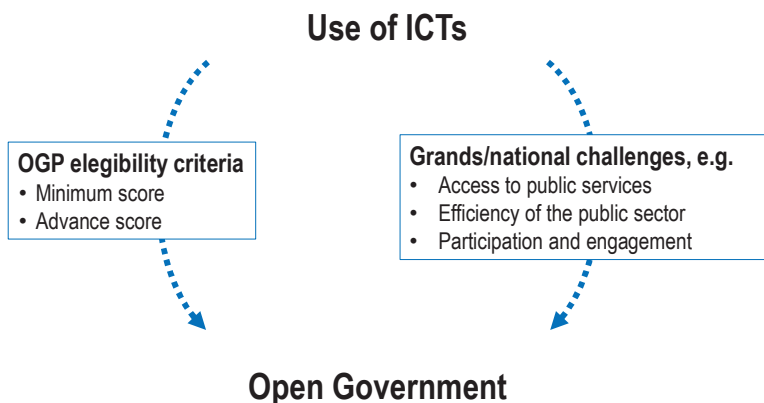 Use of ICTs
OGP elegibility criteria
• Minimum score
• Advance score
Grands/national challenges, e.g.
• Access to public services
• Efficiency of the public sector
• Participation and engagement
Open Government